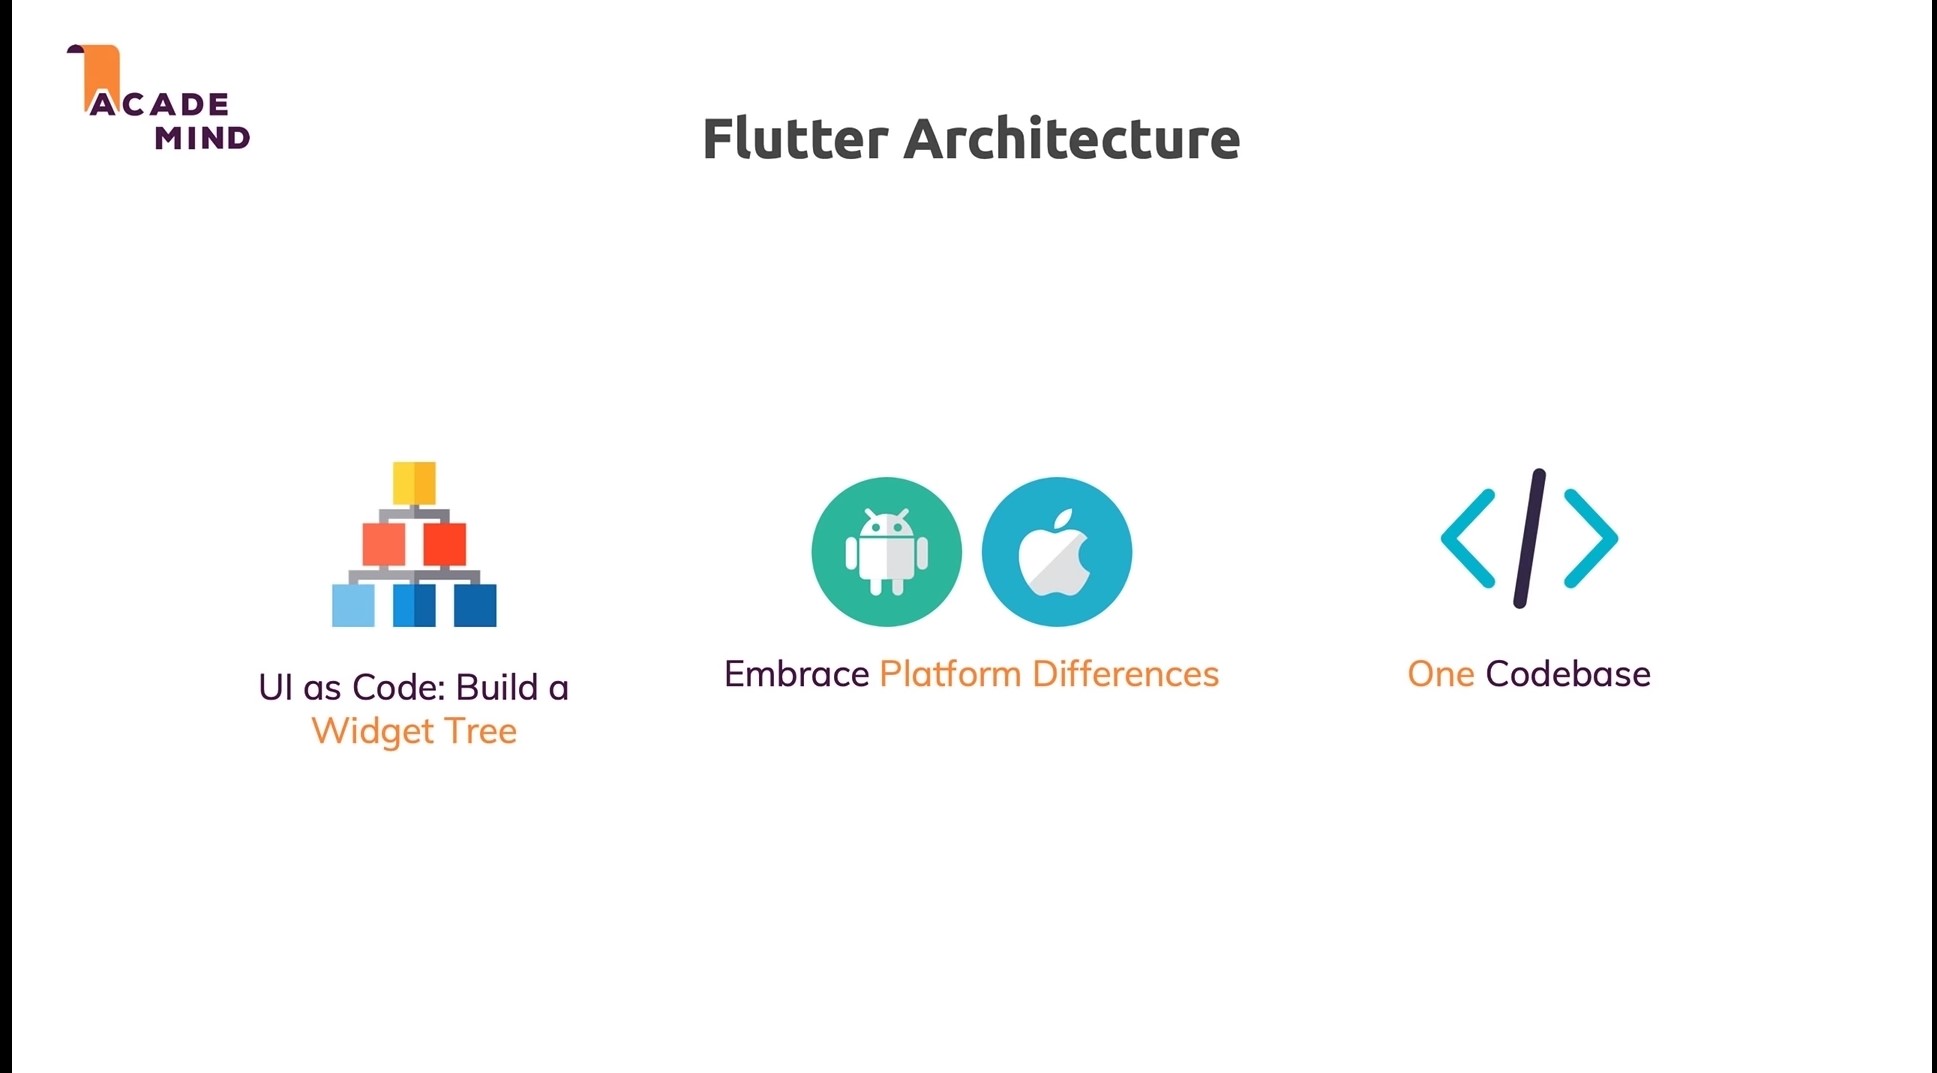 ACADE
MIND
Flutter Architecture
UI as Code: Build a
Widget Tree
Embrace Platform Differences
One Codebase